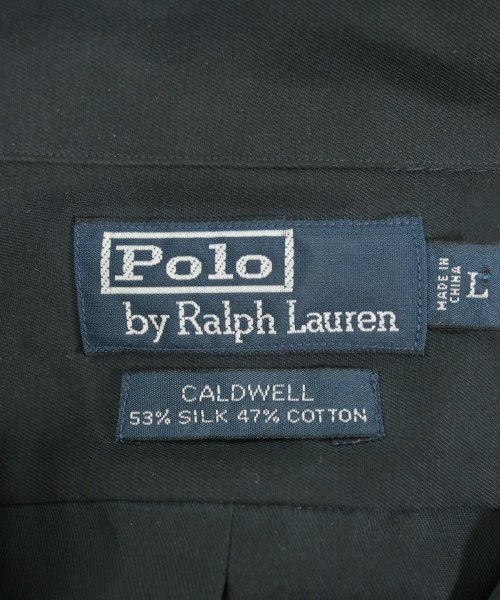 Polo
by Ralph Lauren
MADE IN
CHINA
L
CALDWELL
53% SILK 47% COTTON